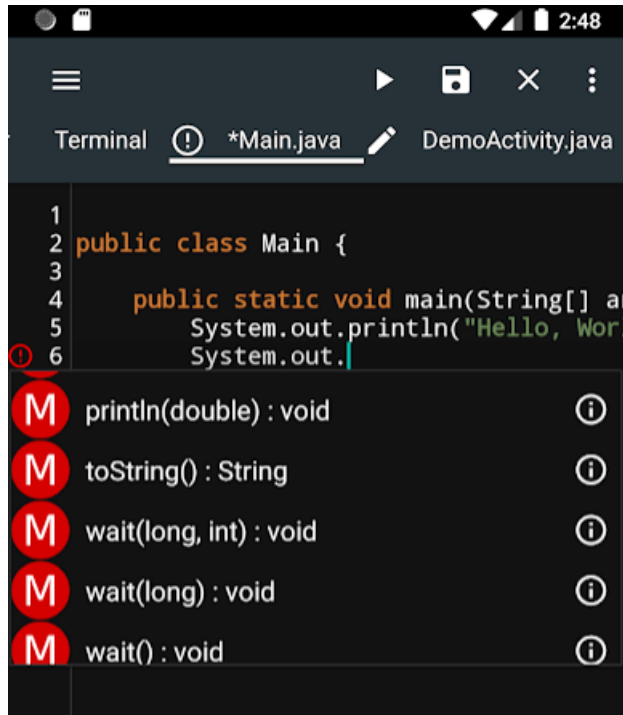 2:48
Terminal *Main.java DemoActivity.java
1
2 public class Main {
3
4 public static void main(String[]
5 System.out.println("Hello,
6 System.out.
M println(double) : void
M toString() : String
M wait(long, int) : void
M wait(long) : void
M wait() : void